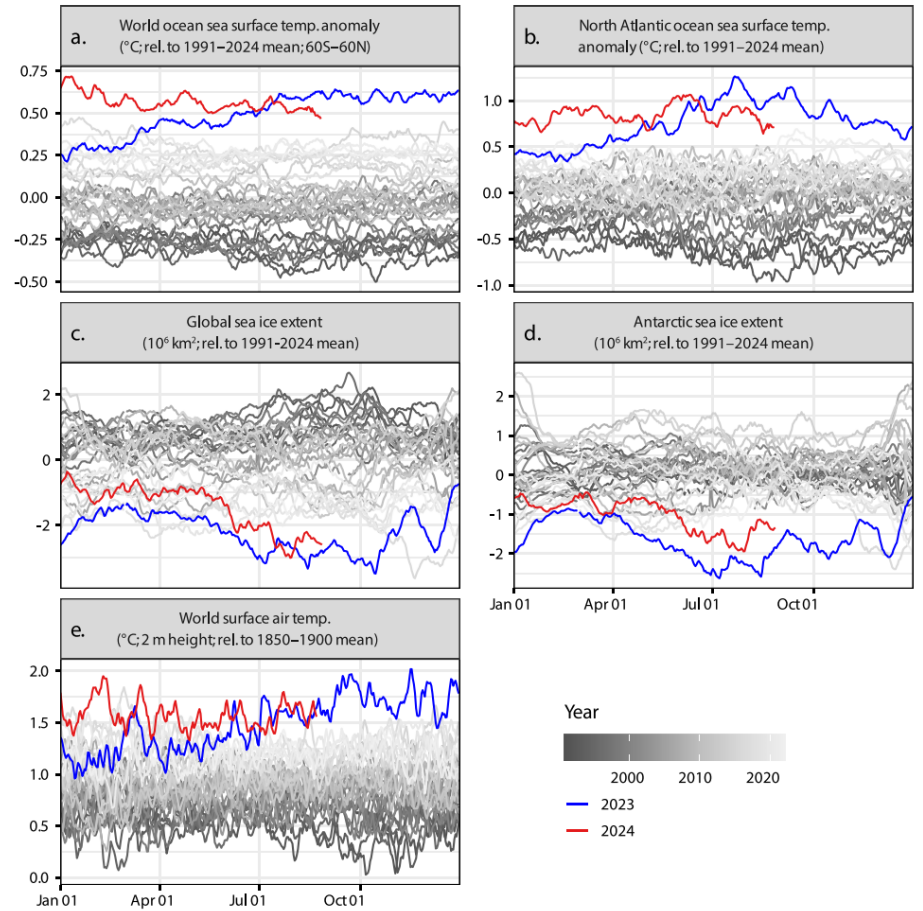 a.
World ocean sea surface temp. anomaly
(°C; rel. to 1991–2024 mean; 60S–60N)
0.75
0.50
0.25
0.00
-0.25
-0.50
b.
North Atlantic ocean sea surface temp.
anomaly (°C; rel. to 1991–2024 mean)
1.0
0.5
0.0
-0.5
-1.0
c.
Global sea ice extent
(10⁶ km²; rel. to 1991-2024 mean)
2
0
-2
d.
Antarctic sea ice extent
(10⁶ km²; rel. to 1991–2024 mean)
2
1
0
-1
-2
Jan 01 Apr 01 Jul 01 Oct 01
e.
World surface air temp.
(°C; 2 m height; rel. to 1850–1900 mean)
2.0
1.5
1.0
0.5
0.0
Jan 01 Apr 01 Jul 01 Oct 01
Year
2000 2010 2020
2023
2024